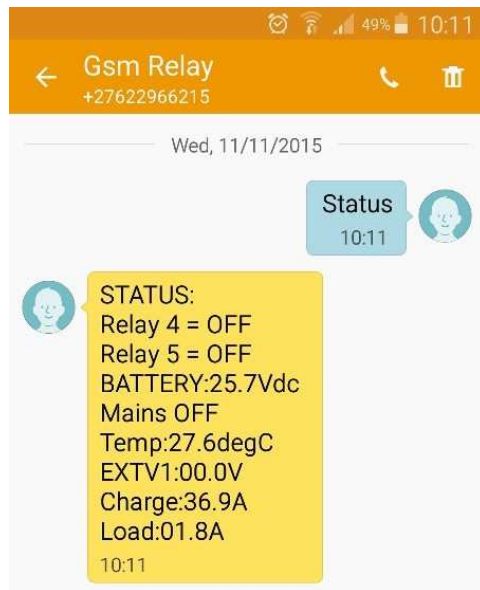 49% 10:11
Gsm Relay
+27622966215
Wed, 11/11/2015
Status
10:11
STATUS:
Relay 4 = OFF
Relay 5 = OFF
BATTERY:25.7Vdc
Mains OFF
Temp:27.6degC
EXTV1:00.0V
Charge:36.9A
Load:01.8A
10:11